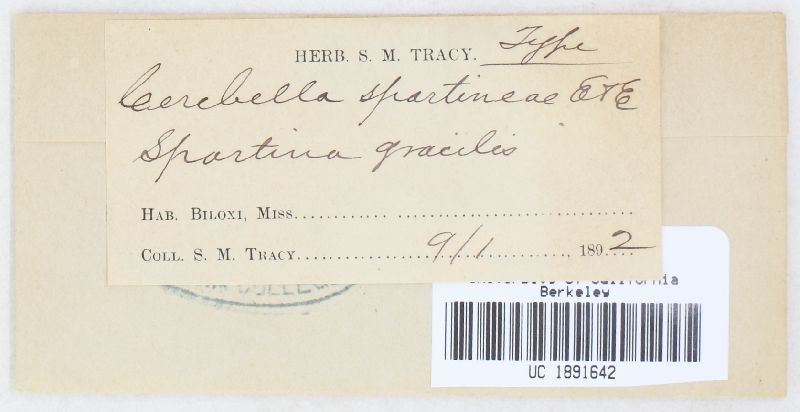 HERB. S. M. TRACY. Type
Cerebella spartineae E & E
Spartina gracilis
HAB. BILOXI, MISS.
COLL. S. M. TRACY. 9/1, 1892
University of California
Berkeley
UC 1891642